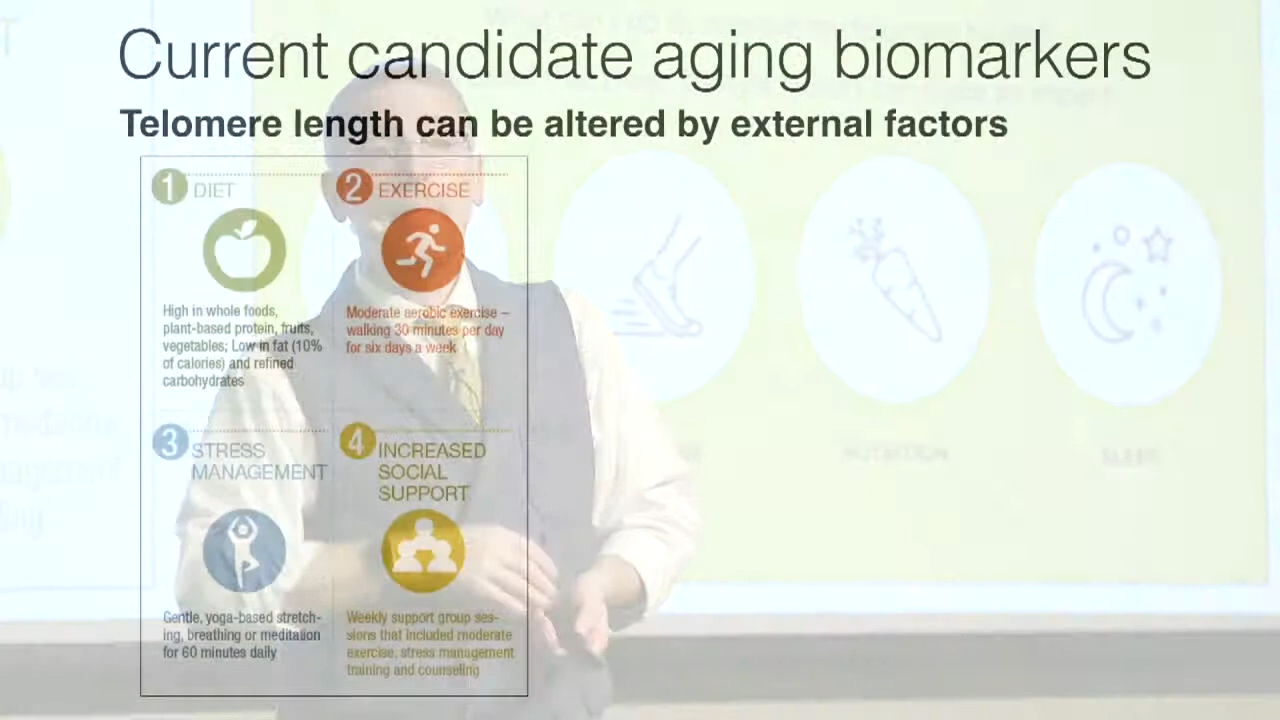 Current candidate aging biomarkers
Telomere length can be altered by external factors
1 DIET
High in whole foods,
plant-based protein, fruits,
vegetables; Low in fat (10%
of calories) and refined
carbohydrates
2 EXERCISE
Moderate aerobic exercise –
walking 30 minutes per day
for six days a week
3 STRESS
MANAGEMENT
Gentle, yoga-based stretch-
ing, breathing or meditation
for 60 minutes daily
4 INCREASED
SOCIAL
SUPPORT
Weekly support group ses-
sions that included moderate
exercise, stress management
training and counseling
NUTRITION
SLEEP